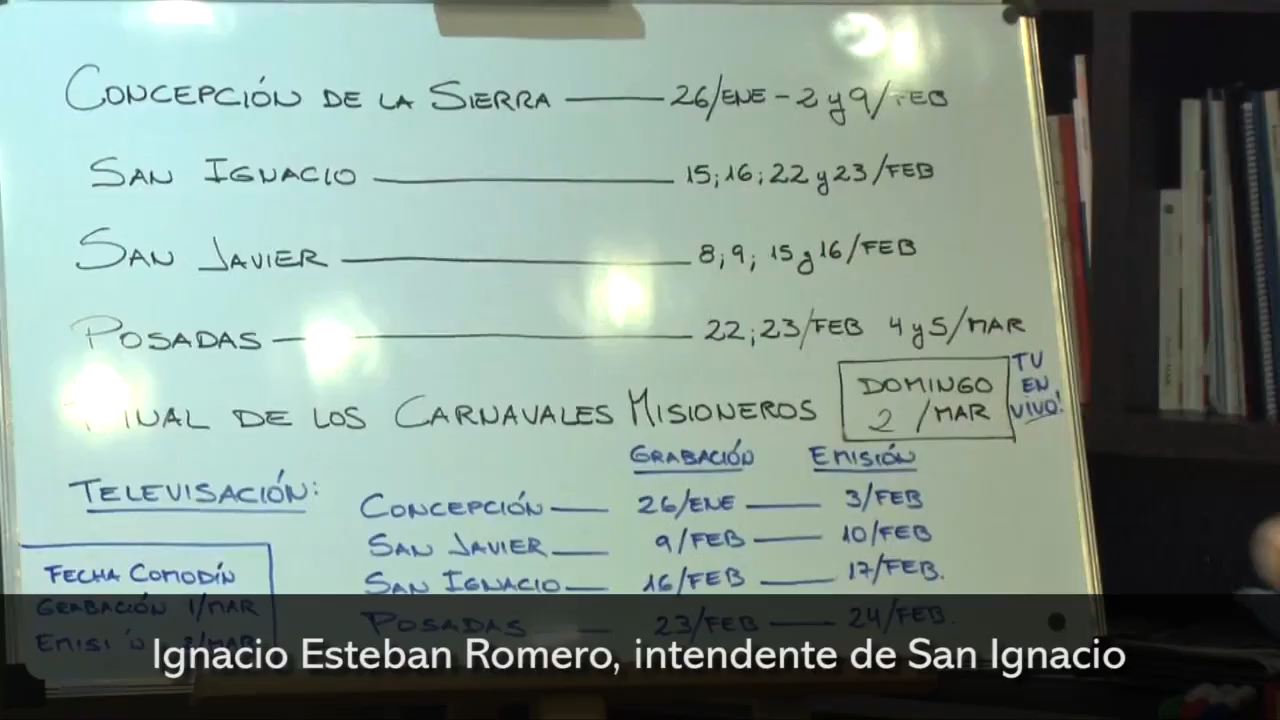 CONCEPCIÓN DE LA SIERRA — 26/ENE - 2 y 9/FEB
SAN IGNACIO — 15; 16; 22 y 23/FEB
SAN JAVIER — 8; 9; 15 y 16/FEB
POSADAS — 22; 23/FEB 4 y 5/MAR
FINAL DE LOS CARNAVALES MISIONEROS
DOMINGO
2 /MAR
TV
EN
VIVO!
TELEVISACIÓN:
GRABACIÓN EMISIÓN
CONCEPCIÓN — 26/ENE — 3/FEB
SAN JAVIER — 9/FEB — 10/FEB
SAN IGNACIO — 16/FEB — 17/FEB.
POSADAS — 23/FEB — 24/FEB.
FECHA COMODÍN
GRABACIÓN 1/MAR
Ignacio Esteban Romero, intendente de San Ignacio